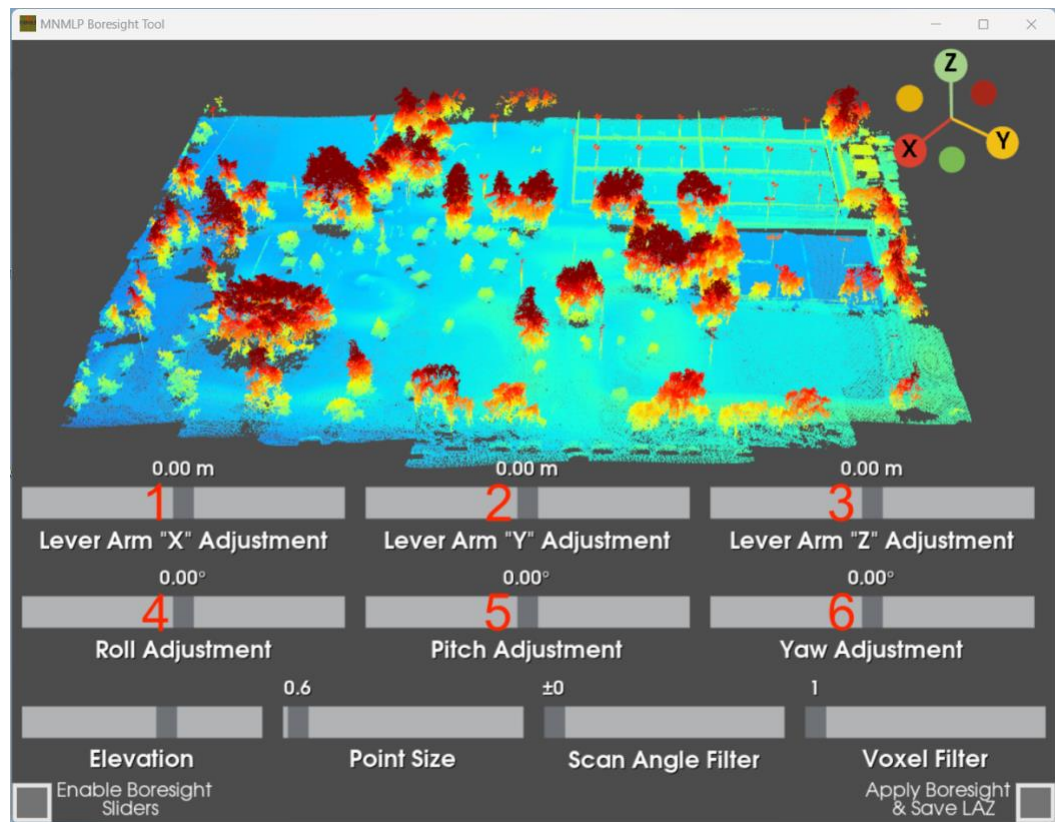 MNMLP Boresight Tool
Z
X
Y
0.00 m
0.00 m
0.00 m
1
2
3
Lever Arm "X" Adjustment
Lever Arm "Y" Adjustment
Lever Arm "Z" Adjustment
0.00°
0.00°
0.00°
4
5
6
Roll Adjustment
Pitch Adjustment
Yaw Adjustment
0.6
±0
1
Elevation
Point Size
Scan Angle Filter
Voxel Filter
Enable Boresight
Sliders
Apply Boresight
& Save LAZ